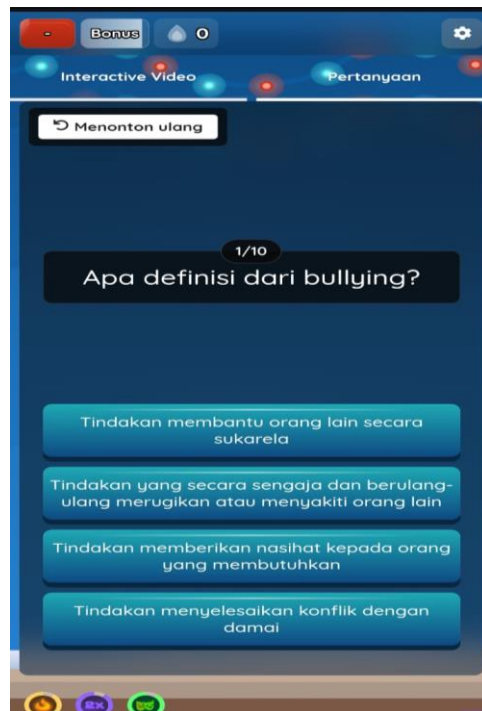 -
Bonus
0
Interactive Video
Pertanyaan
Menonton ulang
1/10
Apa definisi dari bullying?
Tindakan membantu orang lain secara
sukarela
Tindakan yang secara sengaja dan berulang-
ulang merugikan atau menyakiti orang lain
Tindakan memberikan nasihat kepada orang
yang membutuhkan
Tindakan menyelesaikan konflik dengan
damai
2x